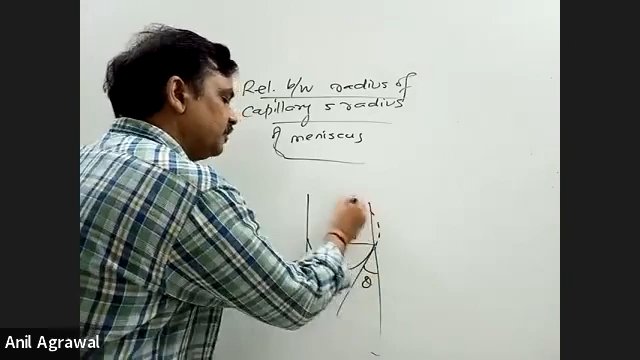 Rel. b/w radius of
Capillary & radius
of meniscus
θ
Anil Agrawal